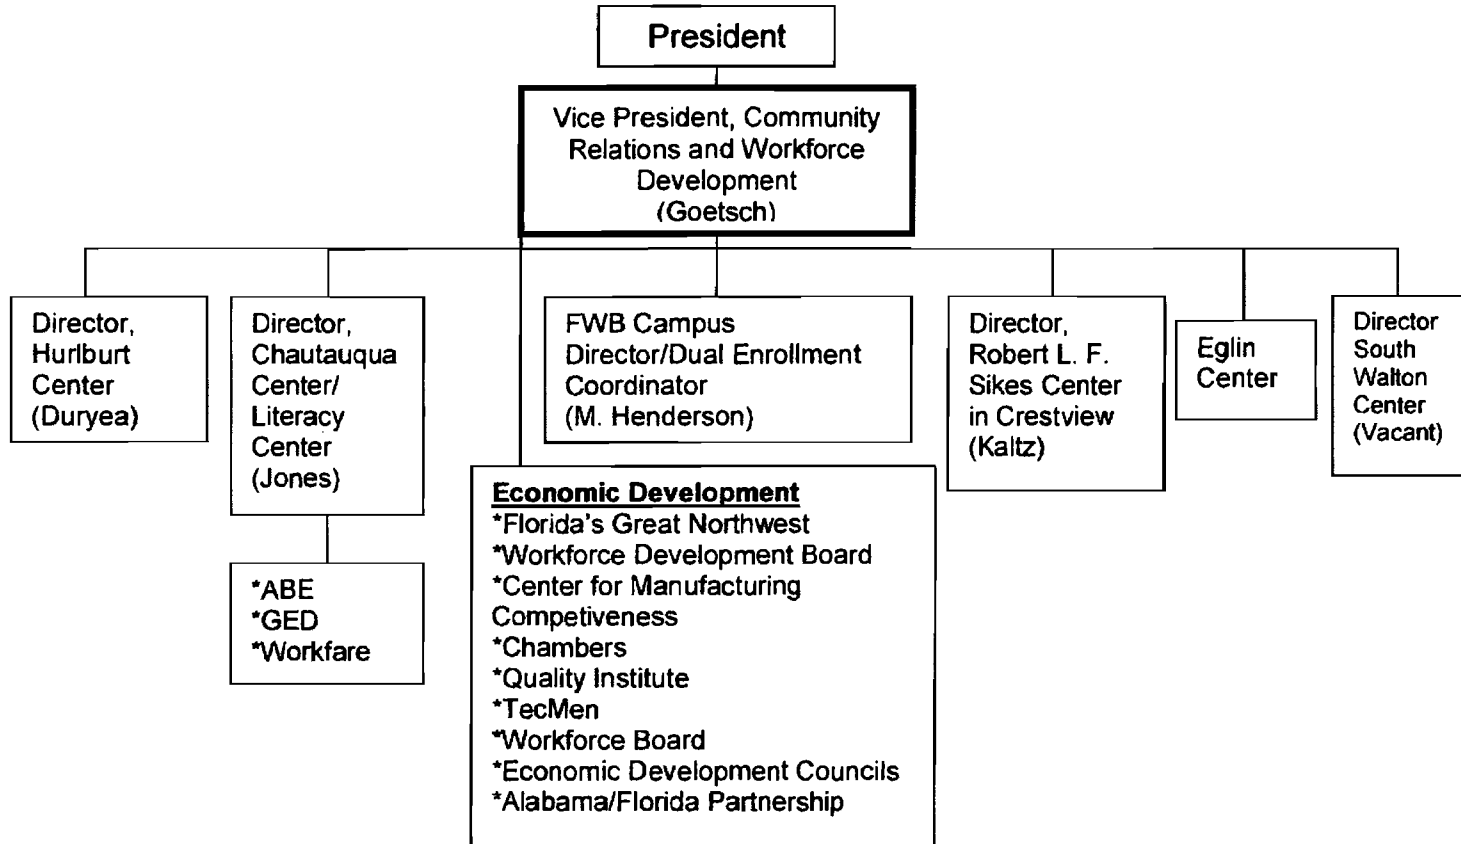 President
Vice President, Community
Relations and Workforce
Development
(Goetsch)
Director,
Hurlburt
Center
(Duryea)
Director,
Chautauqua
Center/
Literacy
Center
(Jones)
FWB Campus
Director/Dual Enrollment
Coordinator
(M. Henderson)
Director,
Robert L. F.
Sikes Center
in Crestview
(Kaltz)
Eglin
Center
Director
South
Walton
Center
(Vacant)
*ABE
*GED
*Workfare
Economic Development
*Florida's Great Northwest
*Workforce Development Board
*Center for Manufacturing
Competiveness
*Chambers
*Quality Institute
*TecMen
*Workforce Board
*Economic Development Councils
*Alabama/Florida Partnership